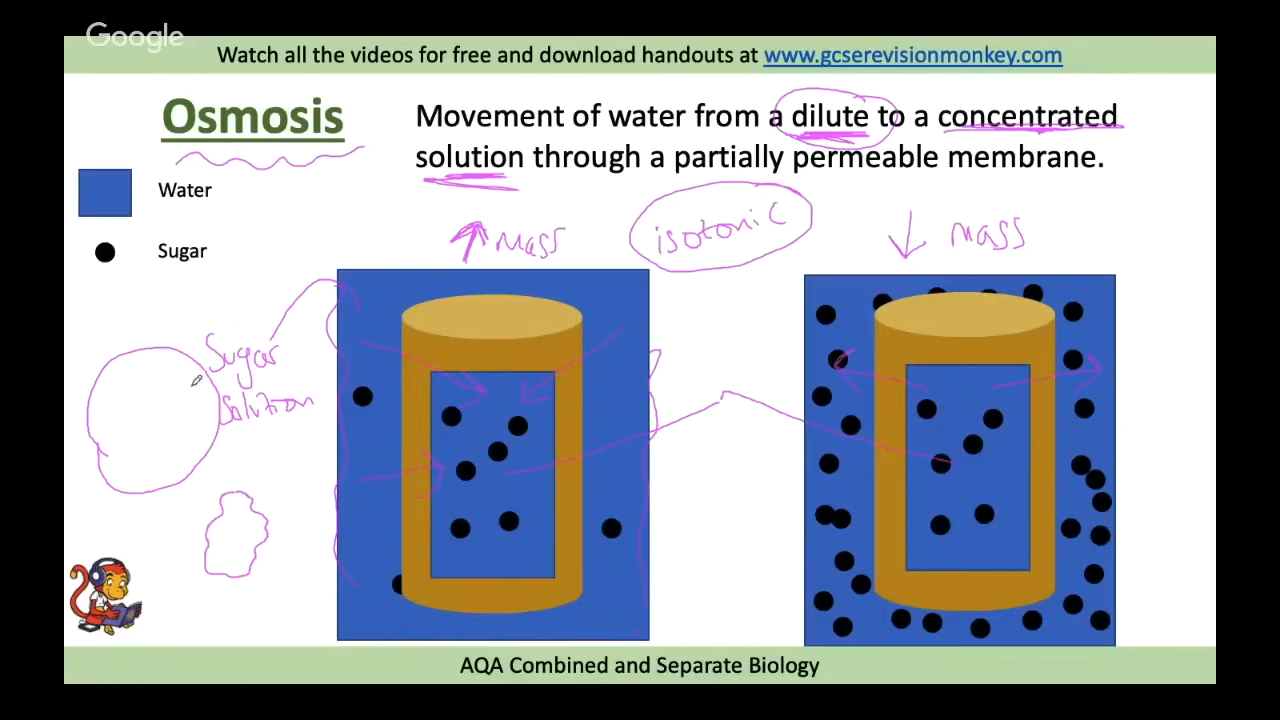 Google
Watch all the videos for free and download handouts at www.gcserevisionmonkey.com
Osmosis
Movement of water from a dilute to a concentrated
solution through a partially permeable membrane.
Water
Sugar
↑ Mass
isotonic
↓ mass
Sugar
Solution
AQA Combined and Separate Biology